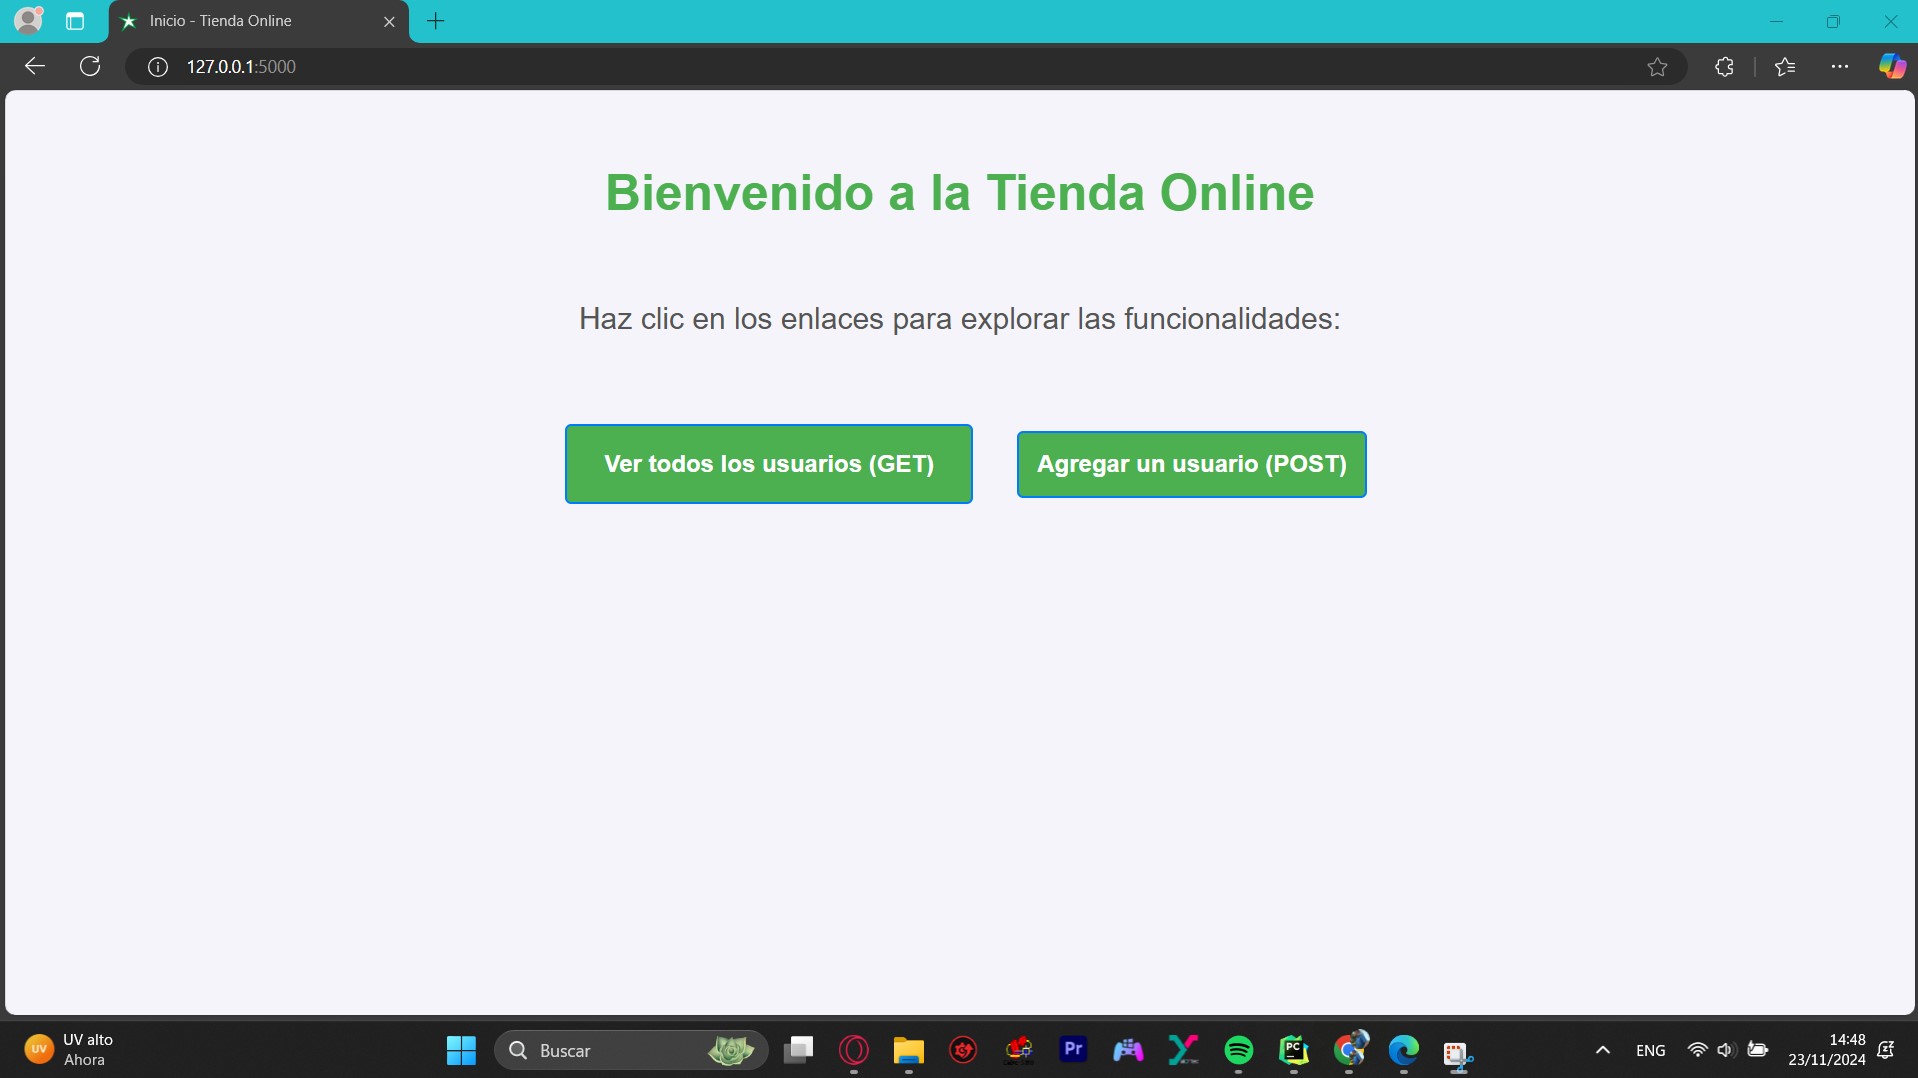 Inicio - Tienda Online
127.0.0.1:5000
Bienvenido a la Tienda Online
Haz clic en los enlaces para explorar las funcionalidades:
Ver todos los usuarios (GET)
Agregar un usuario (POST)
UV
UV alto
Ahora
Buscar
Pr
PC
ENG
14:48
23/11/2024